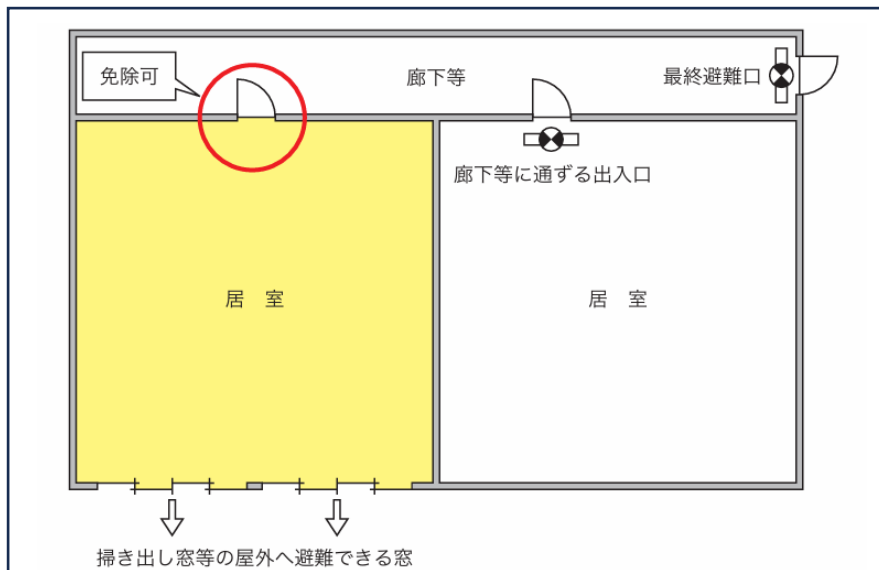 免除可
廊下等
最終避難口
廊下等に通ずる出入口
居 室
居 室
掃き出し窓等の屋外へ避難できる窓